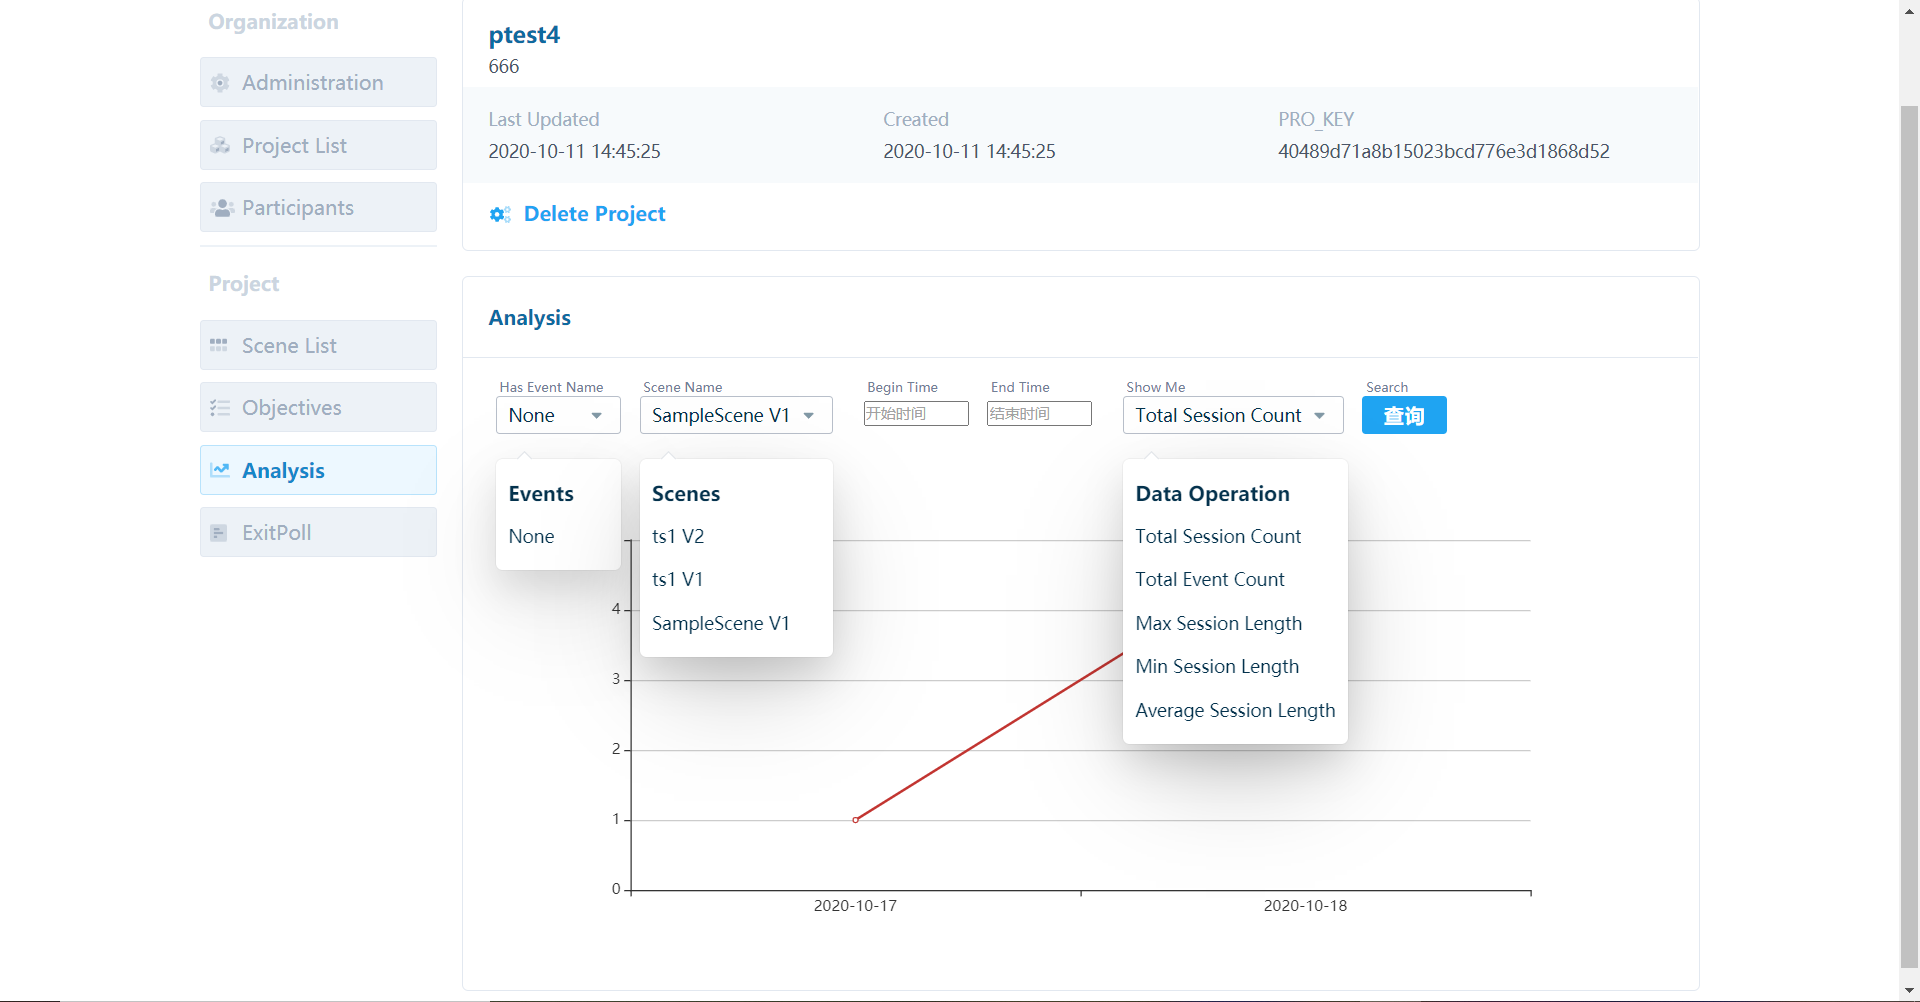 Organization
Administration
Project List
Participants
Project
Scene List
Objectives
Analysis
ExitPoll
ptest4
666
Last Updated
2020-10-11 14:45:25
Created
2020-10-11 14:45:25
PRO_KEY
40489d71a8b15023bcd776e3d1868d52
Delete Project
Analysis
Has Event Name
None
Scene Name
SampleScene V1
Begin Time
开始时间
End Time
结束时间
Show Me
Total Session Count
Search
查询
Events
None
Scenes
ts1 V2
ts1 V1
SampleScene V1
Data Operation
Total Session Count
Total Event Count
Max Session Length
Min Session Length
Average Session Length
4
3
2
1
0
2020-10-17
2020-10-18